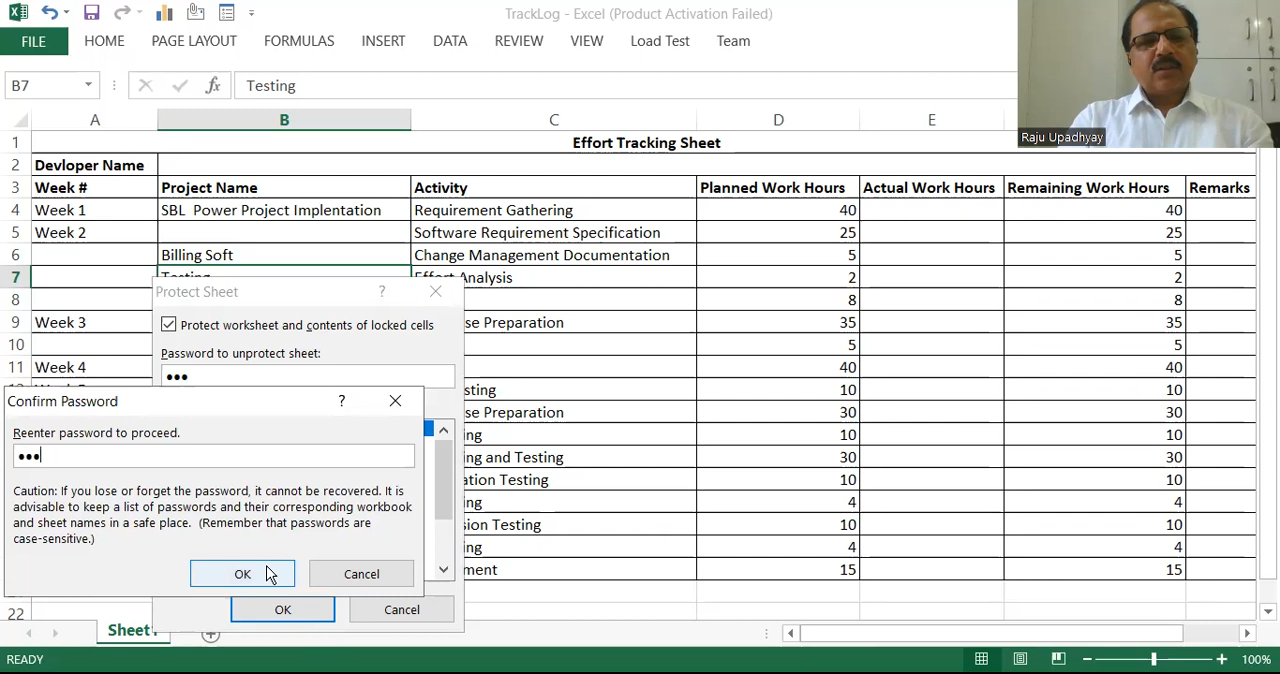 TrackLog - Excel (Product Activation Failed)
FILE HOME PAGE LAYOUT FORMULAS INSERT DATA REVIEW VIEW Load Test Team
B7 fx Testing
Raju Upadhyay
A B C D E
1 Effort Tracking Sheet
2 Devloper Name
3 Week # Project Name Activity Planned Work Hours Actual Work Hours Remaining Work Hours Remarks
4 Week 1 SBL Power Project Implentation Requirement Gathering 40 40
5 Week 2 Software Requirement Specification 25 25
6 Billing Soft Change Management Documentation 5 5
7 Testing Effort Analysis 2 2
8 8 8
9 Week 3 se Preparation 35 35
10 5 5
11 Week 4 40 40
sting 10 10
se Preparation 30 30
ng 10 10
ng and Testing 30 30
ation Testing 10 10
ng 4 4
sion Testing 10 10
ng 4 4
ment 15 15
22
Protect Sheet ?
Protect worksheet and contents of locked cells
Password to unprotect sheet:
•••
OK Cancel
Confirm Password ?
Reenter password to proceed.
•••
Caution: If you lose or forget the password, it cannot be recovered. It is
advisable to keep a list of passwords and their corresponding workbook
and sheet names in a safe place. (Remember that passwords are
case-sensitive.)
OK Cancel
Sheet1
READY 100%